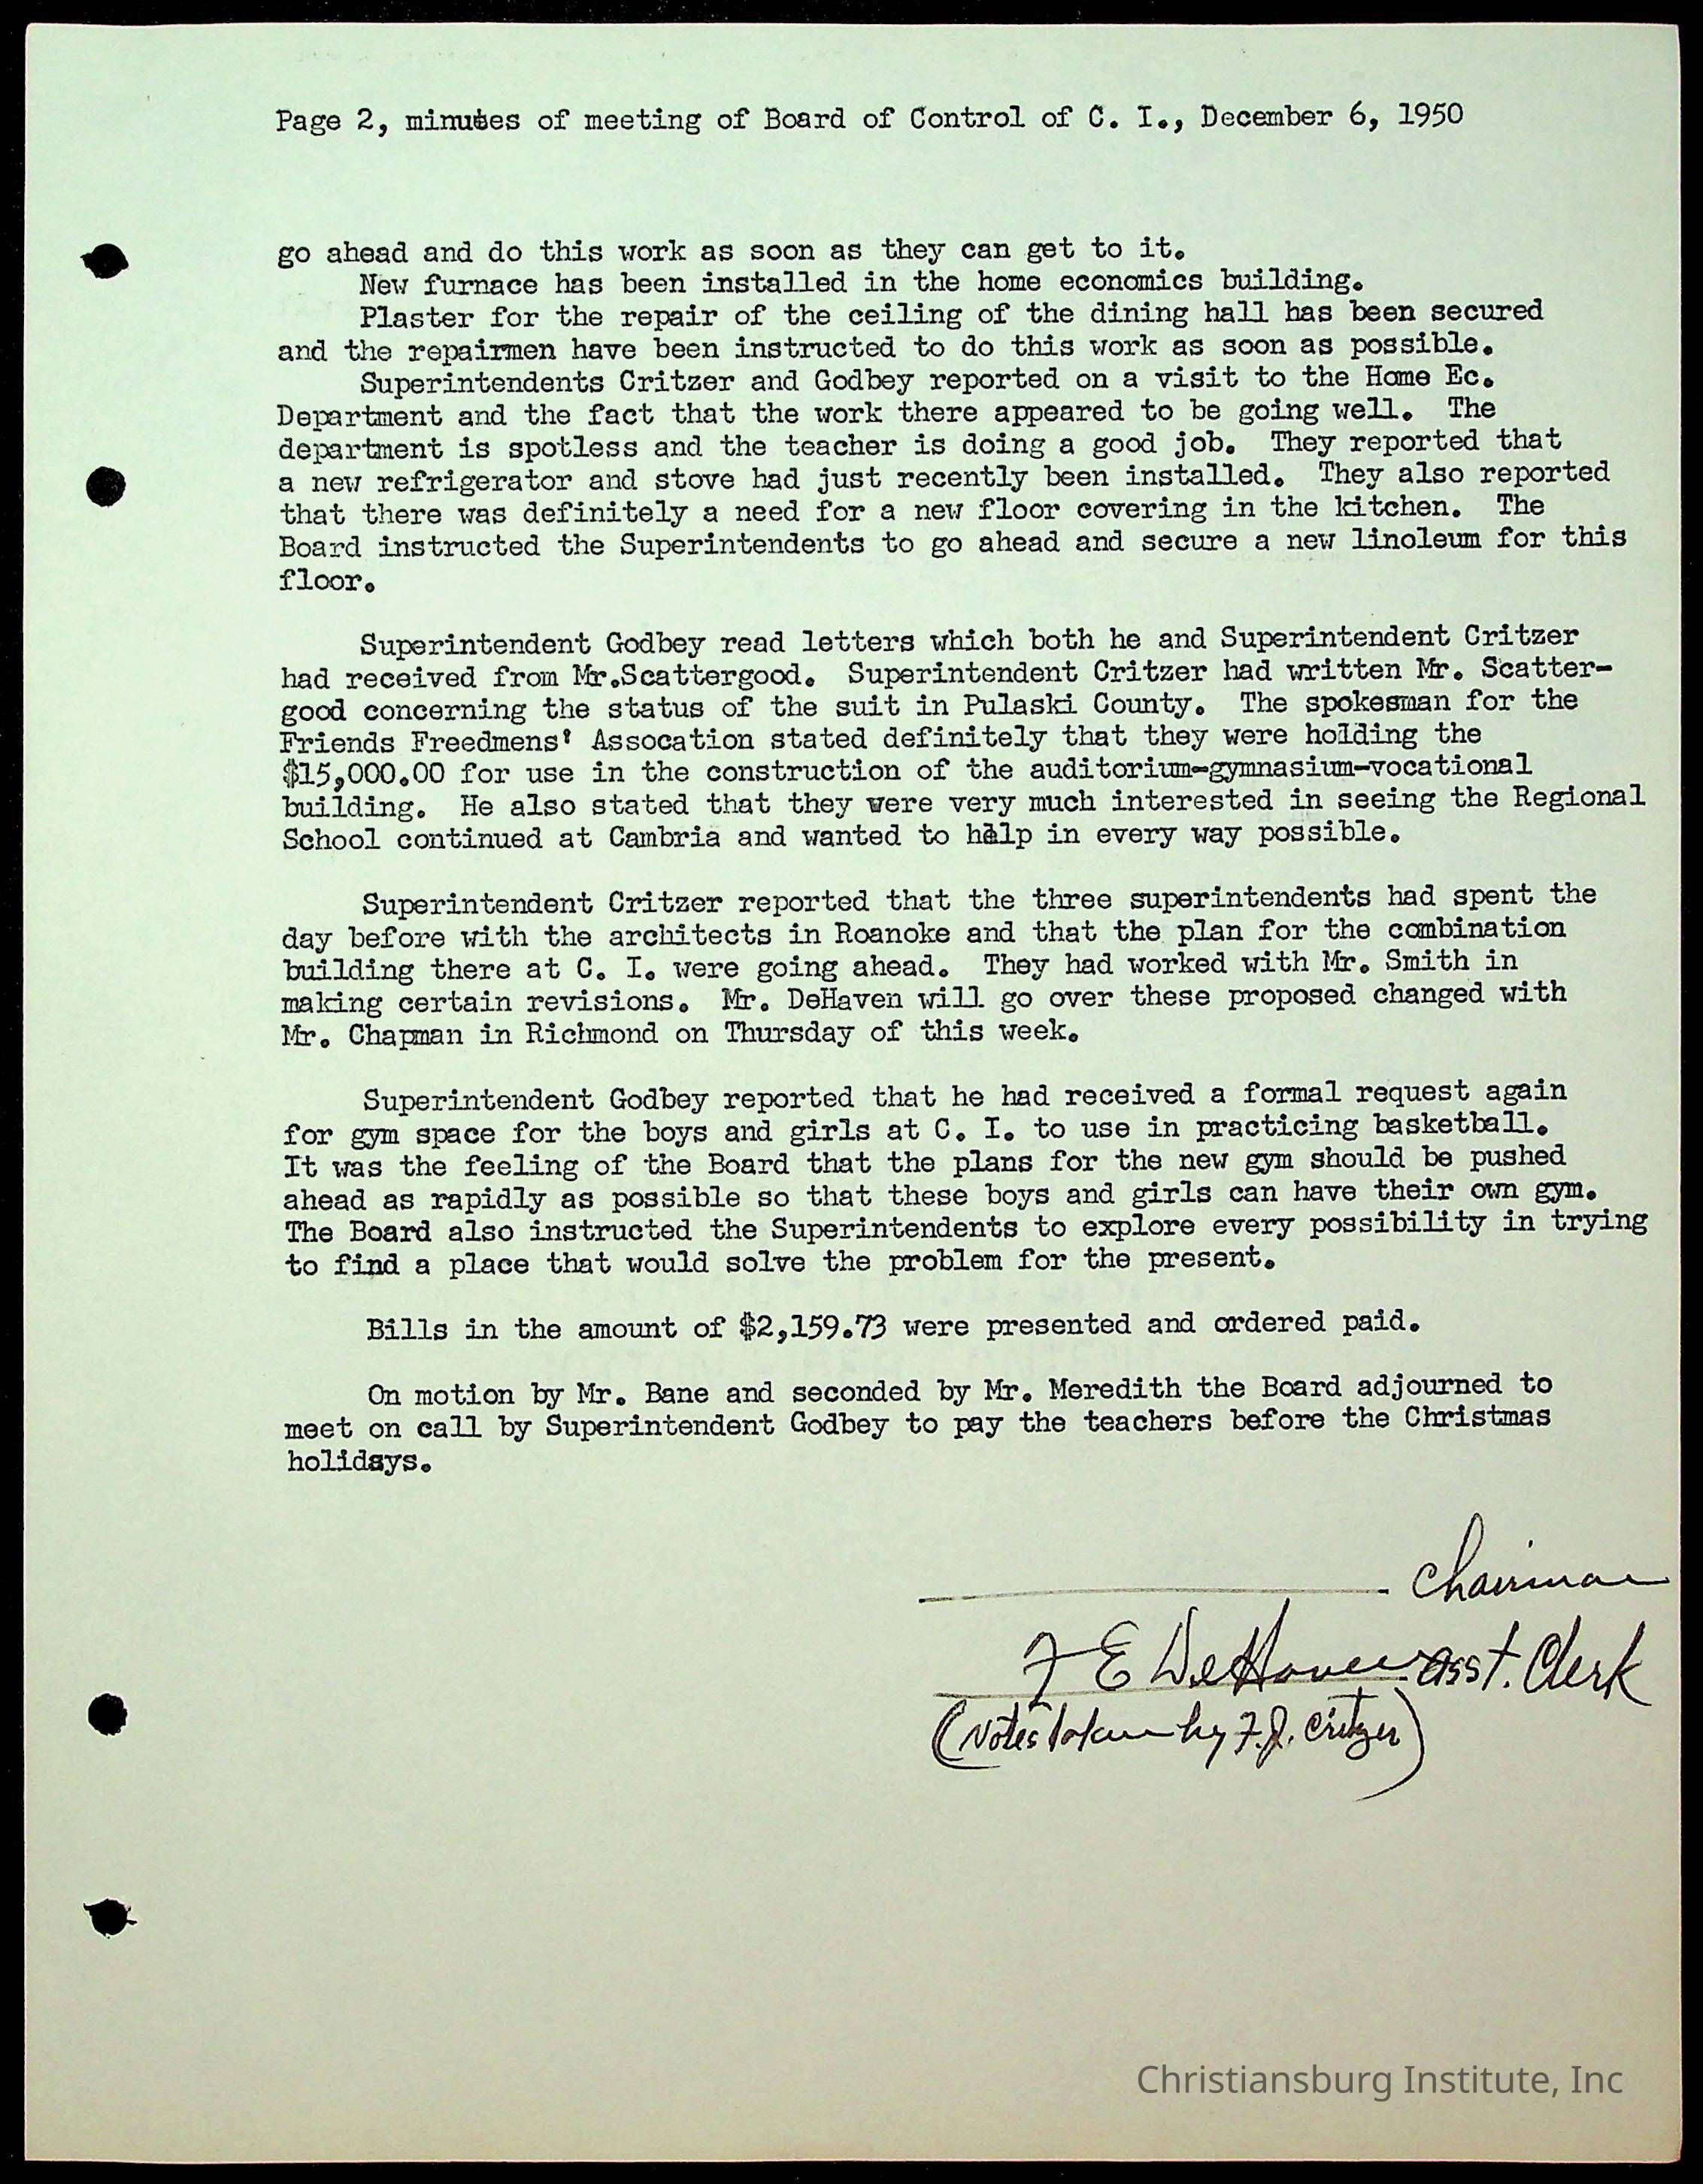 Page 2, minutes of meeting of Board of Control of C. I., December 6, 1950
go ahead and do this work as soon as they can get to it.
New furnace has been installed in the home economics building.
Plaster for the repair of the ceiling of the dining hall has been secured
and the repairmen have been instructed to do this work as soon as possible.
Superintendents Critzer and Godbey reported on a visit to the Home Ec.
Department and the fact that the work there appeared to be going well. The
department is spotless and the teacher is doing a good job. They reported that
a new refrigerator and stove had just recently been installed. They also reported
that there was definitely a need for a new floor covering in the kitchen. The
Board instructed the Superintendents to go ahead and secure a new linoleum for this
floor.
Superintendent Godbey read letters which both he and Superintendent Critzer
had received from Mr.Scattergood. Superintendent Critzer had written Mr. Scatter-
good concerning the status of the suit in Pulaski County. The spokesman for the
Friends Freedmens' Assocation stated definitely that they were holding the
$15,000.00 for use in the construction of the auditorium-gymnasium-vocational
building. He also stated that they were very much interested in seeing the Regional
School continued at Cambria and wanted to help in every way possible.
Superintendent Critzer reported that the three superintendents had spent the
day before with the architects in Roanoke and that the plan for the combination
building there at C. I. were going ahead. They had worked with Mr. Smith in
making certain revisions. Mr. DeHaven will go over these proposed changed with
Mr. Chapman in Richmond on Thursday of this week.
Superintendent Godbey reported that he had received a formal request again
for gym space for the boys and girls at C. I. to use in practicing basketball.
It was the feeling of the Board that the plans for the new gym should be pushed
ahead as rapidly as possible so that these boys and girls can have their own gym.
The Board also instructed the Superintendents to explore every possibility in trying
to find a place that would solve the problem for the present.
Bills in the amount of $2,159.73 were presented and ordered paid.
On motion by Mr. Bane and seconded by Mr. Meredith the Board adjourned to
meet on call by Superintendent Godbey to pay the teachers before the Christmas
holidays.
Chairman
F E DeHaven asst. Clerk
(Notes taken by F.J. Critzer)
Christiansburg Institute, Inc